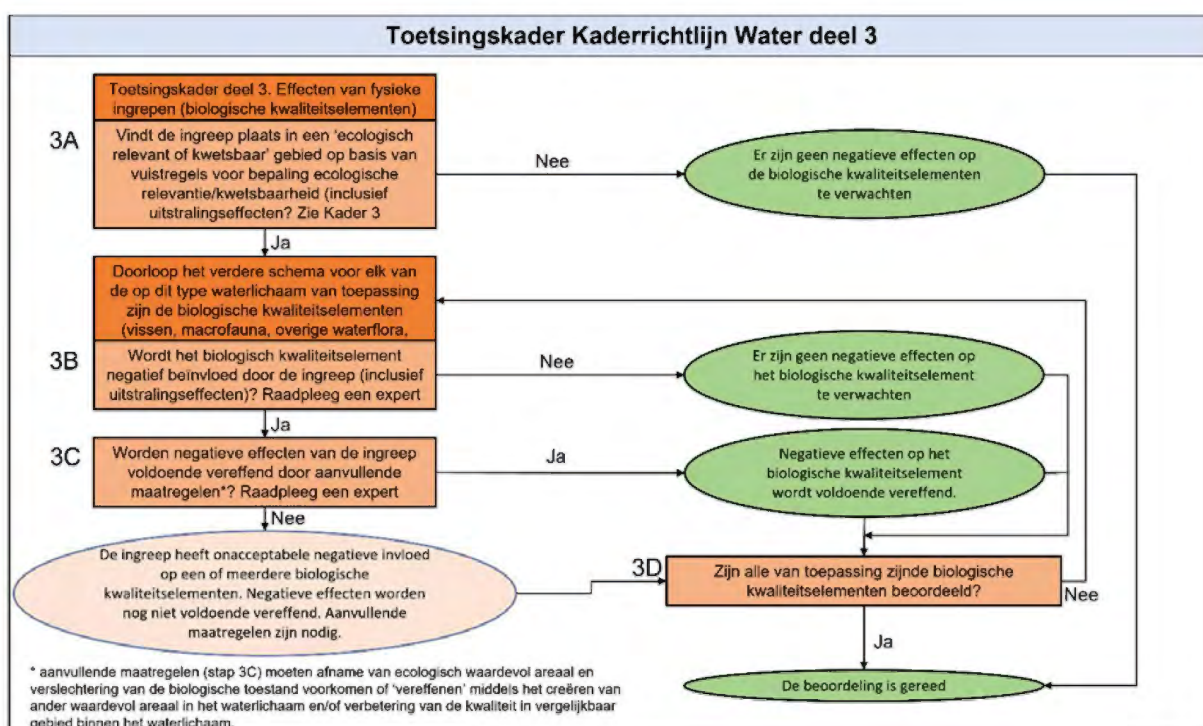 Toetsingskader Kaderrichtlijn Water deel 3
Toetsingskader deel 3. Effecten van fysieke
ingrepen (biologische kwaliteitselementen)
3A
Vindt de ingreep plaats in een ‘ecologisch
relevant of kwetsbaar’ gebied op basis van
vuistregels voor bepaling ecologische
relevantie/kwetsbaarheid (inclusief
uitstralingseffecten? Zie Kader 3
Nee
Er zijn geen negatieve effecten op
de biologische kwaliteitselementen
te verwachten
Ja
Doorloop het verdere schema voor elk van
de op dit type waterlichaam van toepassing
zijn de biologische kwaliteitselementen
(vissen, macrofauna, overige waterflora,
3B
Wordt het biologisch kwaliteitselement
negatief beïnvloed door de ingreep (inclusief
uitstralingseffecten)? Raadpleeg een expert
Nee
Er zijn geen negatieve effecten op
het biologische kwaliteitselement
te verwachten
Ja
3C
Worden negatieve effecten van de ingreep
voldoende vereffend door aanvullende
maatregelen*? Raadpleeg een expert
Ja
Negatieve effecten op het
biologische kwaliteitselement
wordt voldoende vereffend.
Nee
De ingreep heeft onacceptabele negatieve invloed
op een of meerdere biologische
kwaliteitselementen. Negatieve effecten worden
nog niet voldoende vereffend. Aanvullende
maatregelen zijn nodig.
3D
Zijn alle van toepassing zijnde biologische
kwaliteitselementen beoordeeld?
Nee
Ja
De beoordeling is gereed
* aanvullende maatregelen (stap 3C) moeten afname van ecologisch waardevol areaal en
verslechtering van de biologische toestand voorkomen of ‘vereffenen’ middels het creëren van
ander waardevol areaal in het waterlichaam en/of verbetering van de kwaliteit in vergelijkbaar
gebied binnen het waterlichaam.